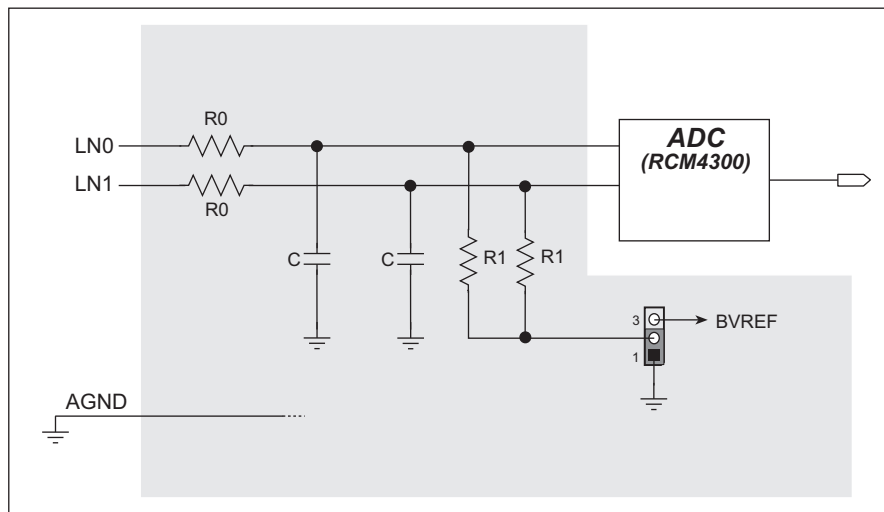 R0
LN0
ADC
(RCM4300)
LN1
R0
C
C
R1
R1
3
BVREF
1
AGND